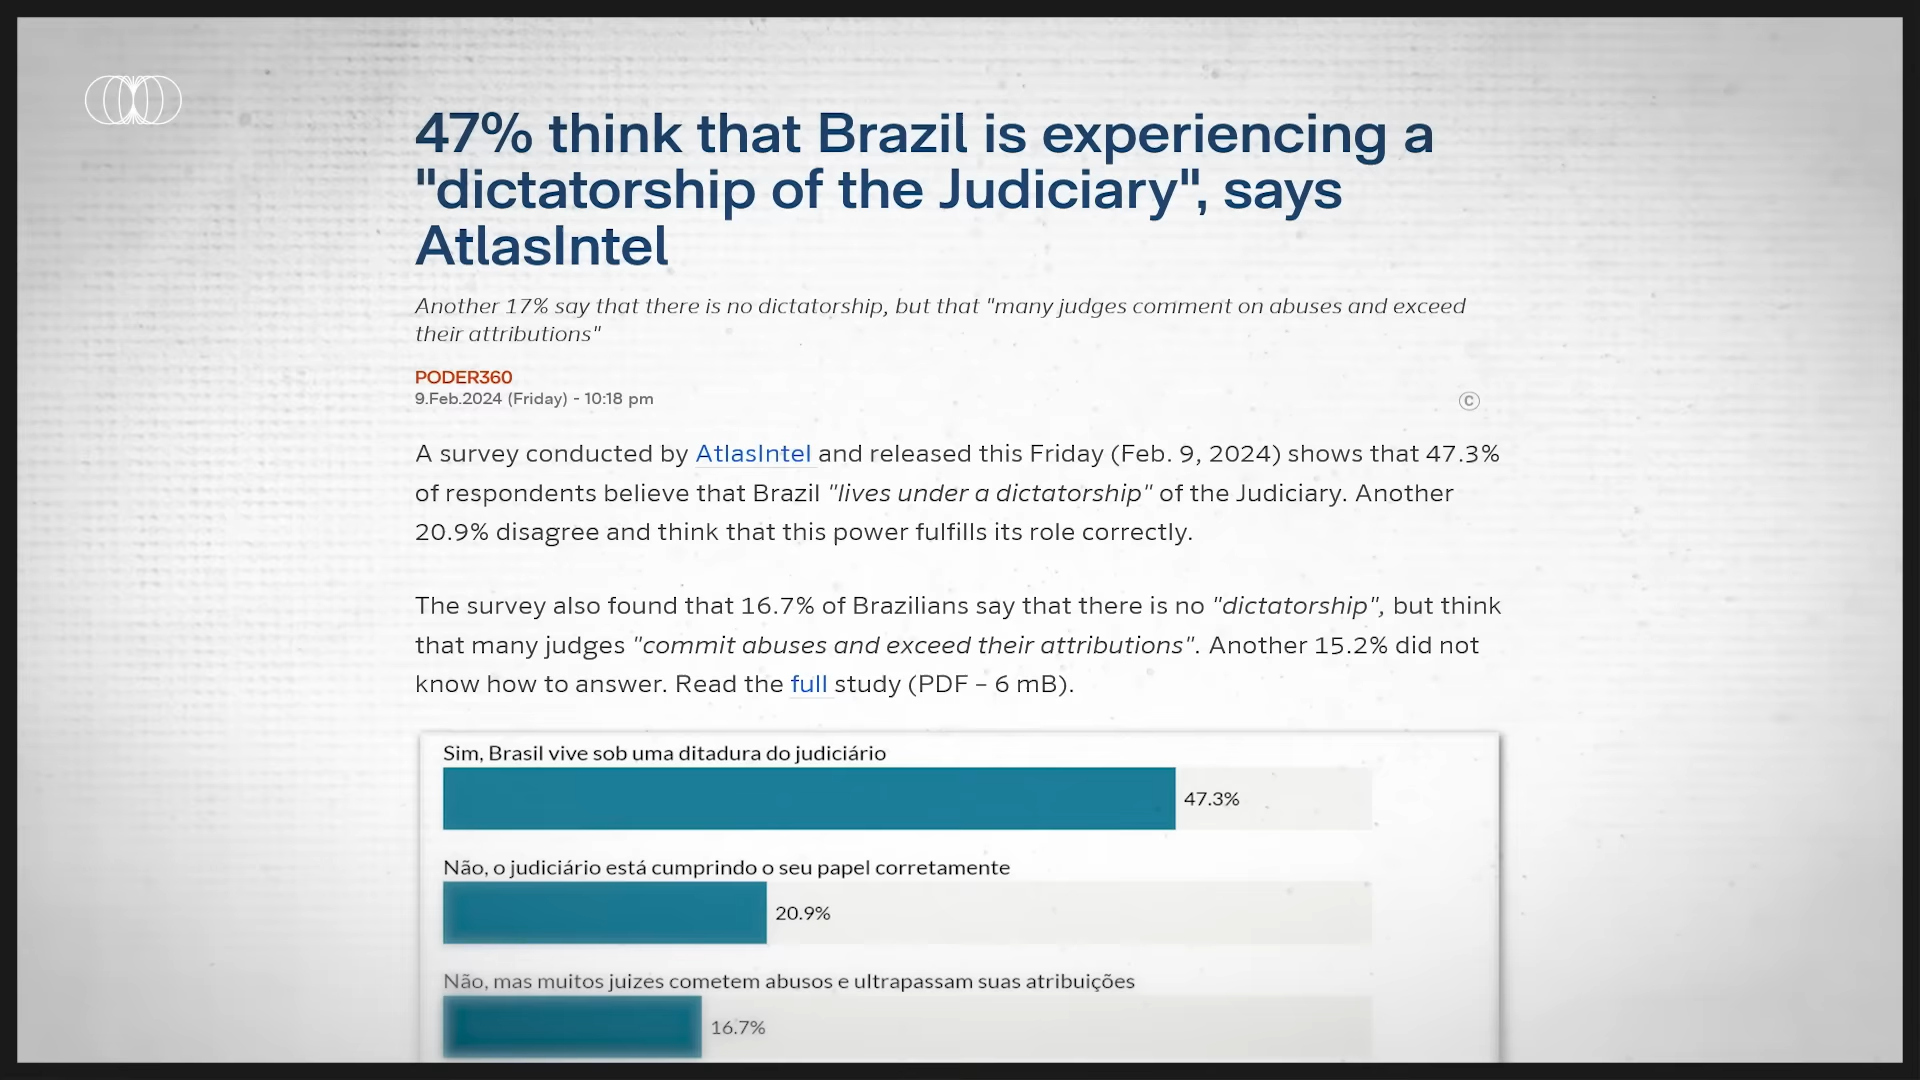 47% think that Brazil is experiencing a
"dictatorship of the Judiciary", says
AtlasIntel
Another 17% say that there is no dictatorship, but that "many judges comment on abuses and exceed
their attributions"
PODER360
9.Feb.2024 (Friday) - 10:18 pm
©
A survey conducted by AtlasIntel and released this Friday (Feb. 9, 2024) shows that 47.3%
of respondents believe that Brazil "lives under a dictatorship" of the Judiciary. Another
20.9% disagree and think that this power fulfills its role correctly.
The survey also found that 16.7% of Brazilians say that there is no "dictatorship", but think
that many judges "commit abuses and exceed their attributions". Another 15.2% did not
know how to answer. Read the full study (PDF – 6 mB).
Sim, Brasil vive sob uma ditadura do judiciário
47.3%
Não, o judiciário está cumprindo o seu papel corretamente
20.9%
Não, mas muitos juizes cometem abusos e ultrapassam suas atribuições
16.7%